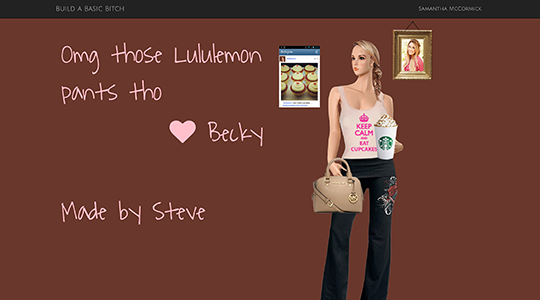 BUILD A BASIC BITCH
SAMANTHA MCCORMICK
Omg those Lululemon
pants tho
Becky
Made by Steve
KEEP
CALM
AND
EAT
CUPCAKES